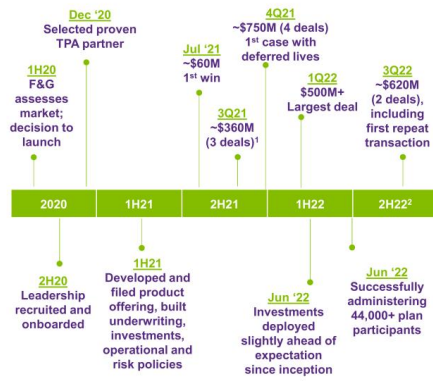 Dec ‘20
Selected proven
TPA partner
1H20
F&G
assesses
market;
decision to
launch
Jul ‘21
~$60M
1st win
3Q21
~$360M
(3 deals)1
4Q21
~$750M (4 deals)
1st case with
deferred lives
1Q22
$500M+
Largest deal
3Q22
~$620M
(2 deals),
including
first repeat
transaction
2020
1H21
2H21
1H22
2H222
2H20
Leadership
recruited and
onboarded
1H21
Developed and
filed product
offering, built
underwriting,
investments,
operational and
risk policies
Jun ‘22
Investments
deployed
slightly ahead of
expectation
since inception
Jun ‘22
Successfully
administering
44,000+ plan
participants